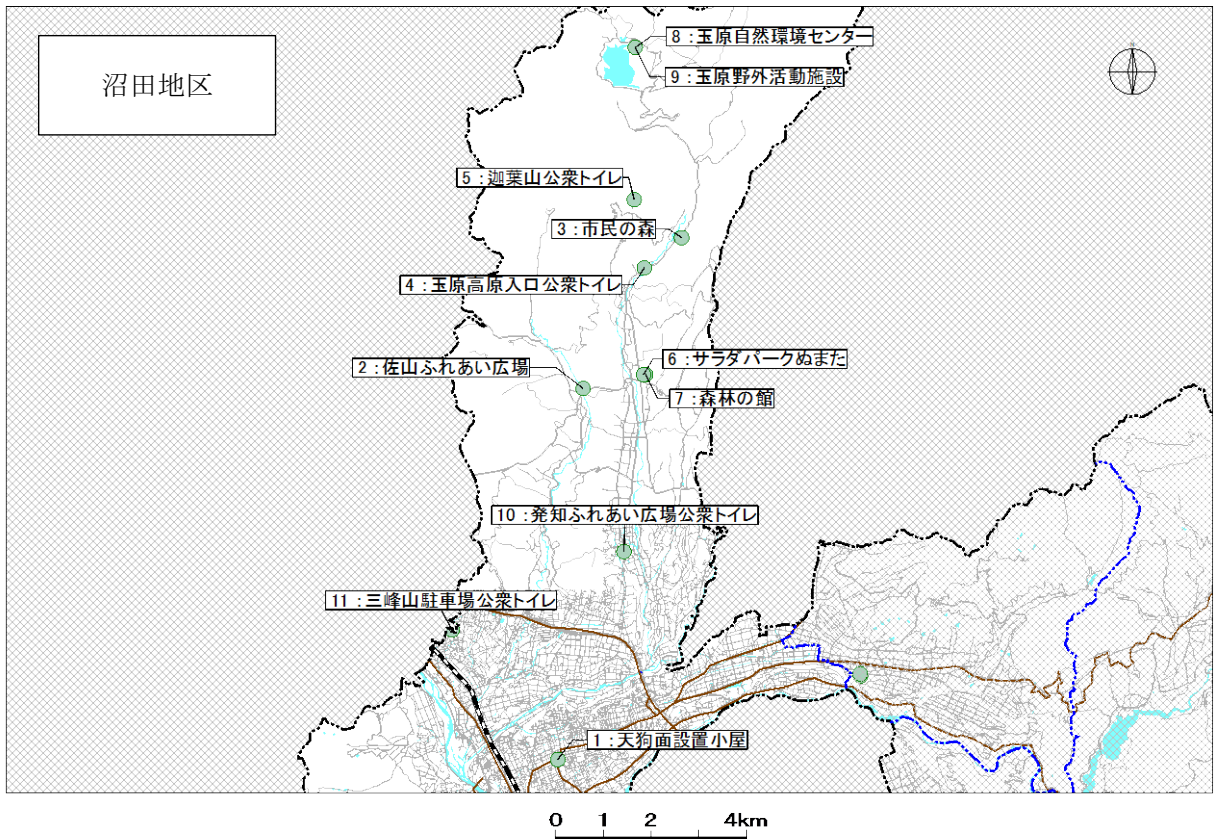 沼田地区
8：玉原自然環境センター
N
9：玉原野外活動施設
5：迦葉山公衆トイレ
3：市民の森
4：玉原高原入口公衆トイレ
2：佐山ふれあい広場
6：サラダパークぬまた
7：森林の館
10：発知ふれあい広場公衆トイレ
11：三峰山駐車場公衆トイレ
1：天狗面設置小屋
0 1 2 4km